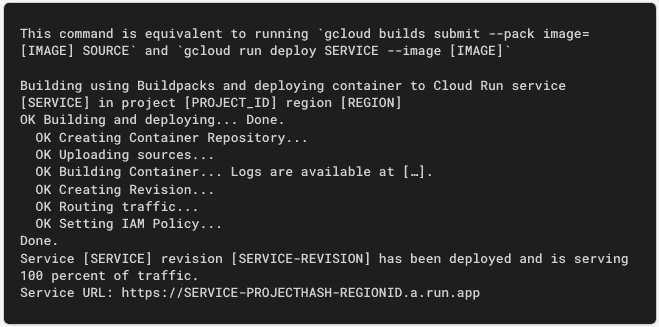 This command is equivalent to running `gcloud builds submit --pack image=
[IMAGE] SOURCE` and `gcloud run deploy SERVICE --image [IMAGE]`
Building using Buildpacks and deploying container to Cloud Run service
[SERVICE] in project [PROJECT_ID] region [REGION]
OK Building and deploying... Done.
OK Creating Container Repository...
OK Uploading sources...
OK Building Container... Logs are available at […].
OK Creating Revision...
OK Routing traffic...
OK Setting IAM Policy...
Done.
Service [SERVICE] revision [SERVICE-REVISION] has been deployed and is serving
100 percent of traffic.
Service URL: https://SERVICE-PROJECTHASH-REGIONID.a.run.app